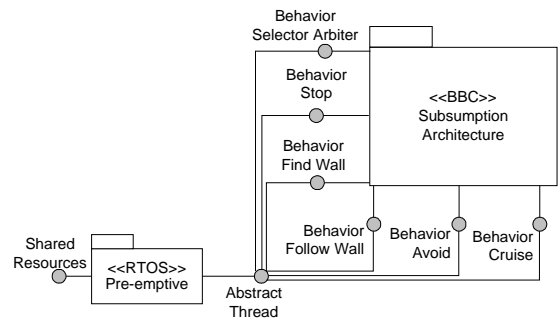 Behavior
Selector Arbiter
Behavior
Stop
<<BBC>>
Subsumption
Architecture
Behavior
Find Wall
Behavior
Follow Wall
Behavior
Avoid
Behavior
Cruise
Shared
Resources
<<RTOS>>
Pre-emptive
Abstract
Thread